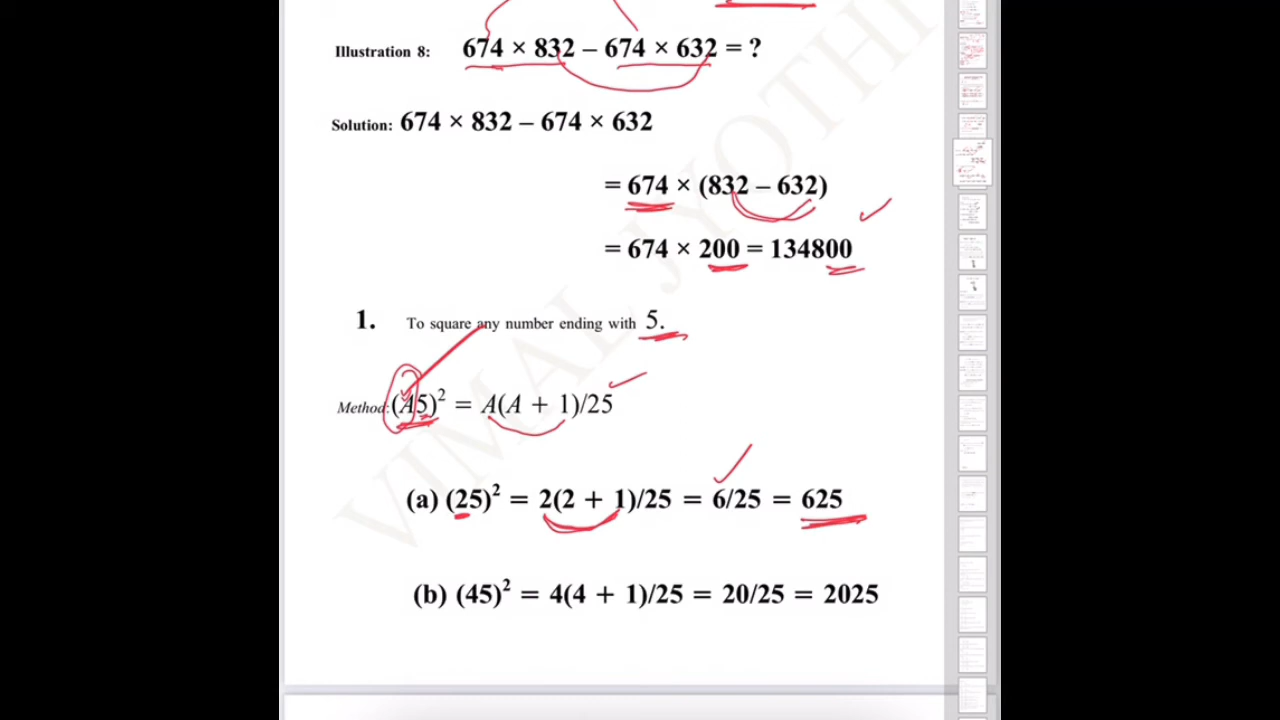 Illustration 8: 674 × 832 – 674 × 632 = ?
Solution: 674 × 832 – 674 × 632
= 674 × (832 – 632)
= 674 × 200 = 134800
1. To square any number ending with 5.
Method: (A5)² = A(A + 1)/25
(a) (25)² = 2(2 + 1)/25 = 6/25 = 625
(b) (45)² = 4(4 + 1)/25 = 20/25 = 2025
VIMAL JYOTHI